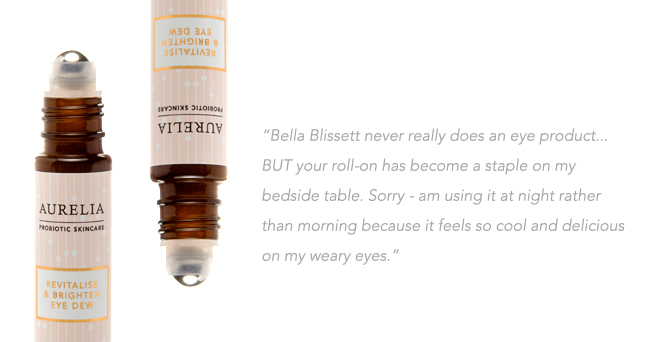 AURELIA
PROBIOTIC SKINCARE
REVITALISE
& BRIGHTEN
EYE DEW
AURELIA
PROBIOTIC SKINCARE
REVITALISE
& BRIGHTEN
EYE DEW
“Bella Blissett never really does an eye product...
BUT your roll-on has become a staple on my
bedside table. Sorry - am using it at night rather
than morning because it feels so cool and delicious
on my weary eyes.”